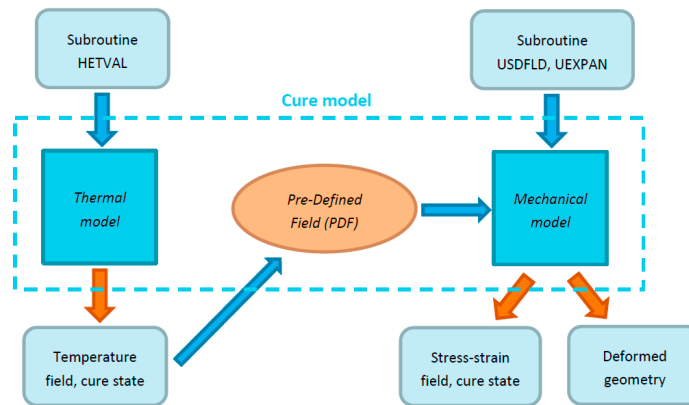 Subroutine
HETVAL
Subroutine
USDFLD, UEXPAN
Cure model
Thermal
model
Pre-Defined
Field (PDF)
Mechanical
model
Temperature
field, cure state
Stress-strain
field, cure state
Deformed
geometry